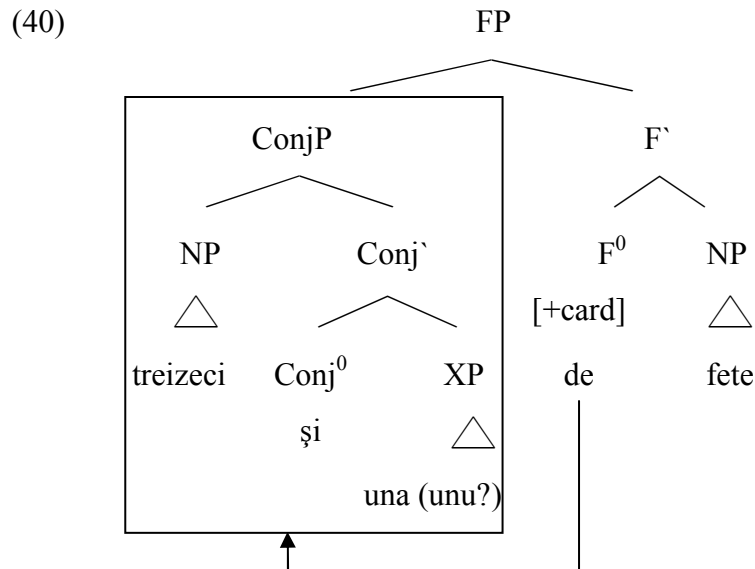 (40) FP
ConjP F`
NP Conj` F⁰ NP
[+card]
treizeci Conj⁰ XP de fete
şi
una (unu?)